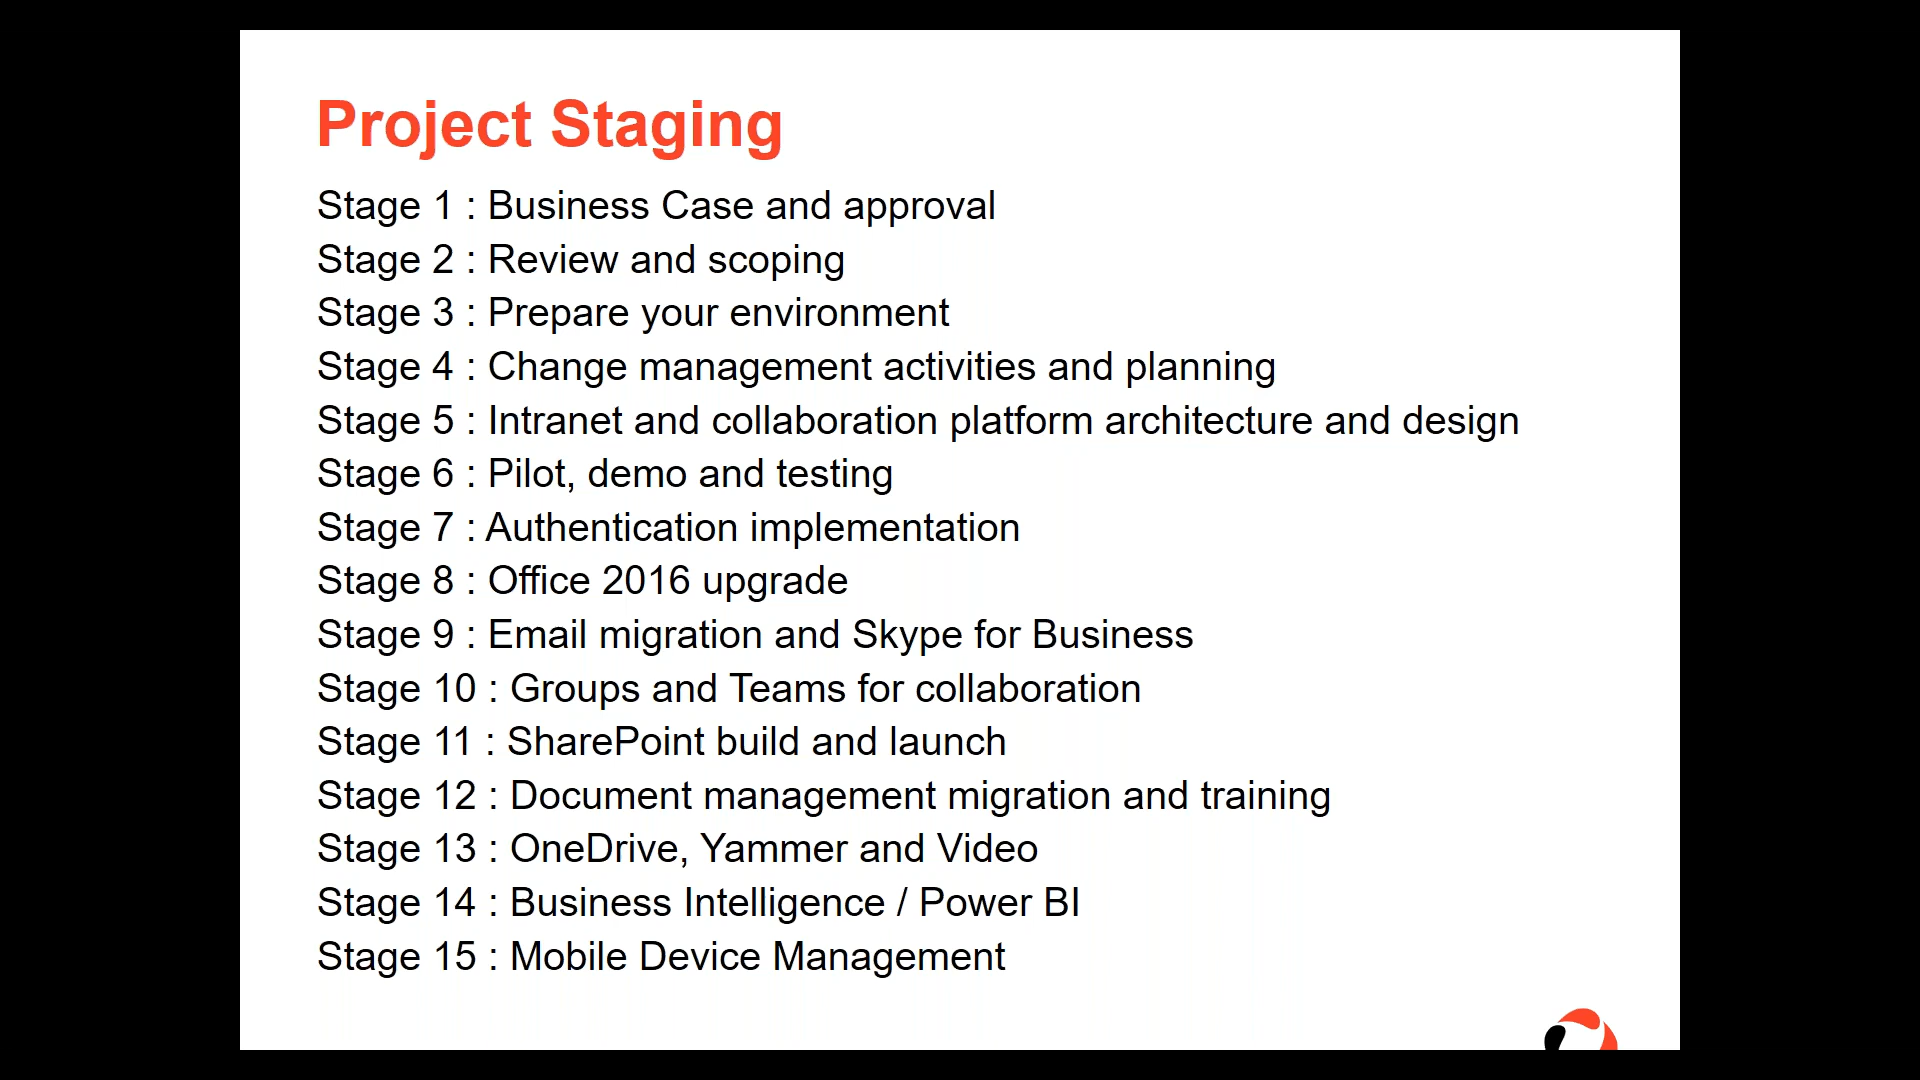 Project Staging
Stage 1 : Business Case and approval
Stage 2 : Review and scoping
Stage 3 : Prepare your environment
Stage 4 : Change management activities and planning
Stage 5 : Intranet and collaboration platform architecture and design
Stage 6 : Pilot, demo and testing
Stage 7 : Authentication implementation
Stage 8 : Office 2016 upgrade
Stage 9 : Email migration and Skype for Business
Stage 10 : Groups and Teams for collaboration
Stage 11 : SharePoint build and launch
Stage 12 : Document management migration and training
Stage 13 : OneDrive, Yammer and Video
Stage 14 : Business Intelligence / Power BI
Stage 15 : Mobile Device Management